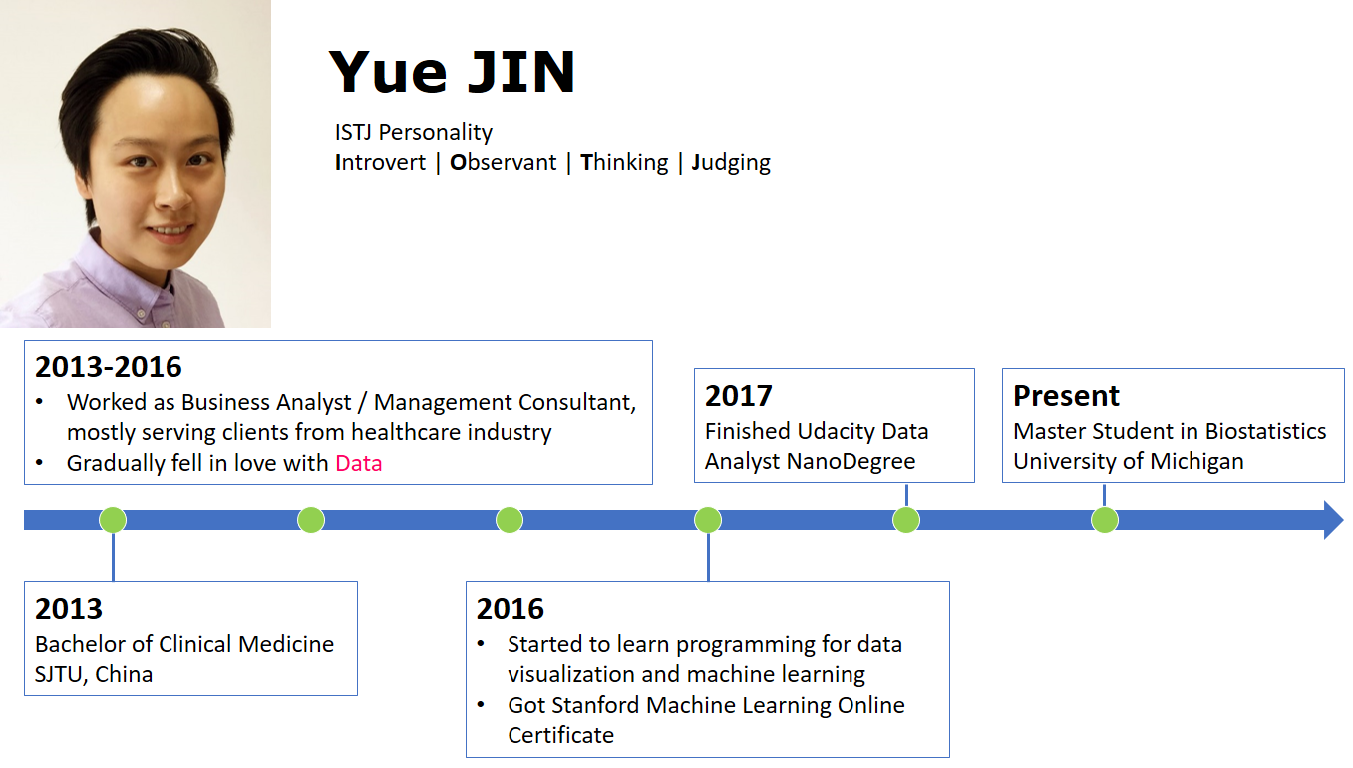 Yue JIN
ISTJ Personality
Introvert | Observant | Thinking | Judging
2013-2016
• Worked as Business Analyst / Management Consultant,
mostly serving clients from healthcare industry
• Gradually fell in love with Data
2017
Finished Udacity Data
Analyst NanoDegree
Present
Master Student in Biostatistics
University of Michigan
2013
Bachelor of Clinical Medicine
SJTU, China
2016
• Started to learn programming for data
visualization and machine learning
• Got Stanford Machine Learning Online
Certificate